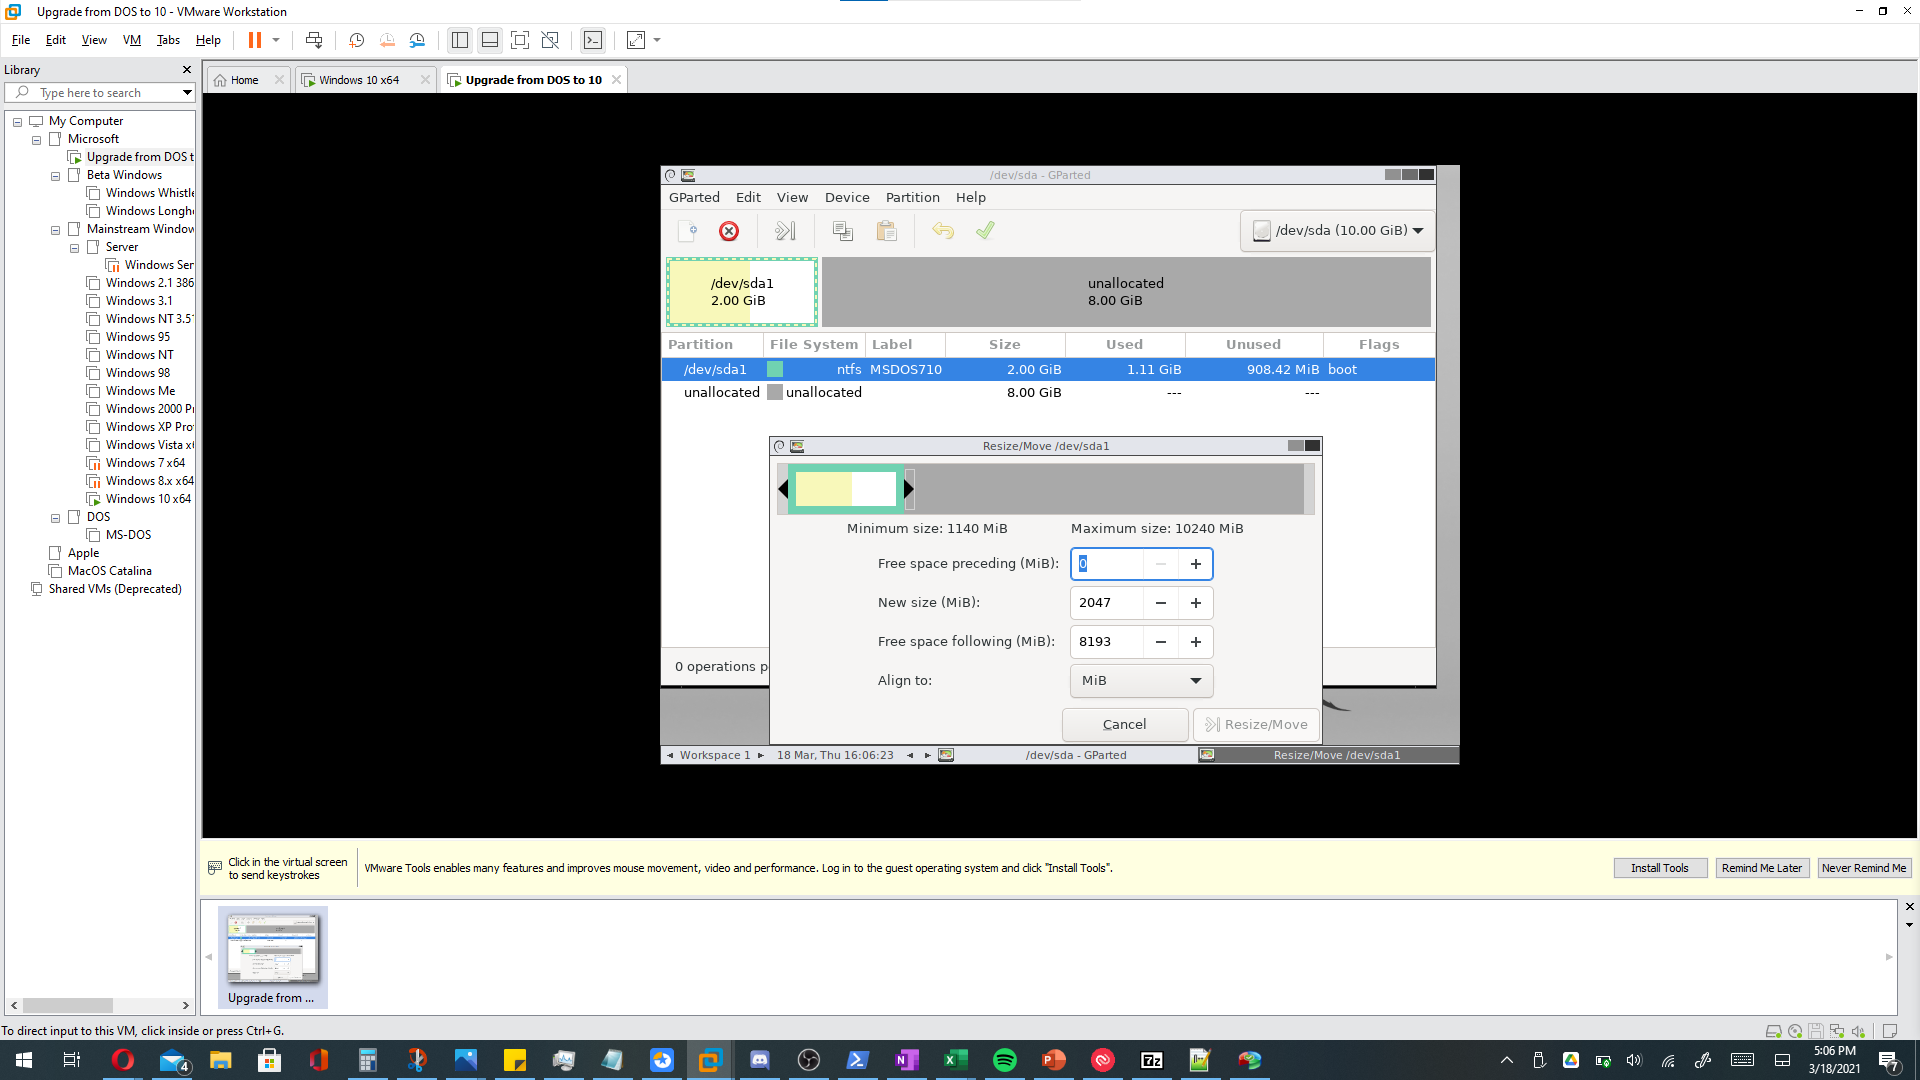 Upgrade from DOS to 10 - VMware Workstation
File Edit View VM Tabs Help
Library
Type here to search
My Computer
Microsoft
Upgrade from DOS t
Beta Windows
Windows Whistle
Windows Longh
Mainstream Window
Server
Windows Ser
Windows 2.1 386
Windows 3.1
Windows NT 3.5
Windows 95
Windows NT
Windows 98
Windows Me
Windows 2000 P
Windows XP Pro
Windows Vista x
Windows 7 x64
Windows 8.x x64
Windows 10 x64
DOS
MS-DOS
Apple
MacOS Catalina
Shared VMs (Deprecated)
Home
Windows 10 x64
Upgrade from DOS to 10
/dev/sda - GParted
GParted Edit View Device Partition Help
/dev/sda (10.00 GiB)
/dev/sda1
2.00 GiB
unallocated
8.00 GiB
Partition File System Label Size Used Unused Flags
/dev/sda1 ntfs MSDOS710 2.00 GiB 1.11 GiB 908.42 MiB boot
unallocated unallocated 8.00 GiB --- ---
Resize/Move /dev/sda1
Minimum size: 1140 MiB Maximum size: 10240 MiB
Free space preceding (MiB): 0
New size (MiB): 2047
Free space following (MiB): 8193
Align to: MiB
Cancel Resize/Move
0 operations p
Workspace 1 18 Mar, Thu 16:06:23 /dev/sda - GParted Resize/Move /dev/sda1
Click in the virtual screen
to send keystrokes
VMware Tools enables many features and improves mouse movement, video and performance. Log in to the guest operating system and click "Install Tools".
Install Tools Remind Me Later Never Remind Me
Upgrade from ...
To direct input to this VM, click inside or press Ctrl+G.
4
7z
5:06 PM
3/18/2021
7